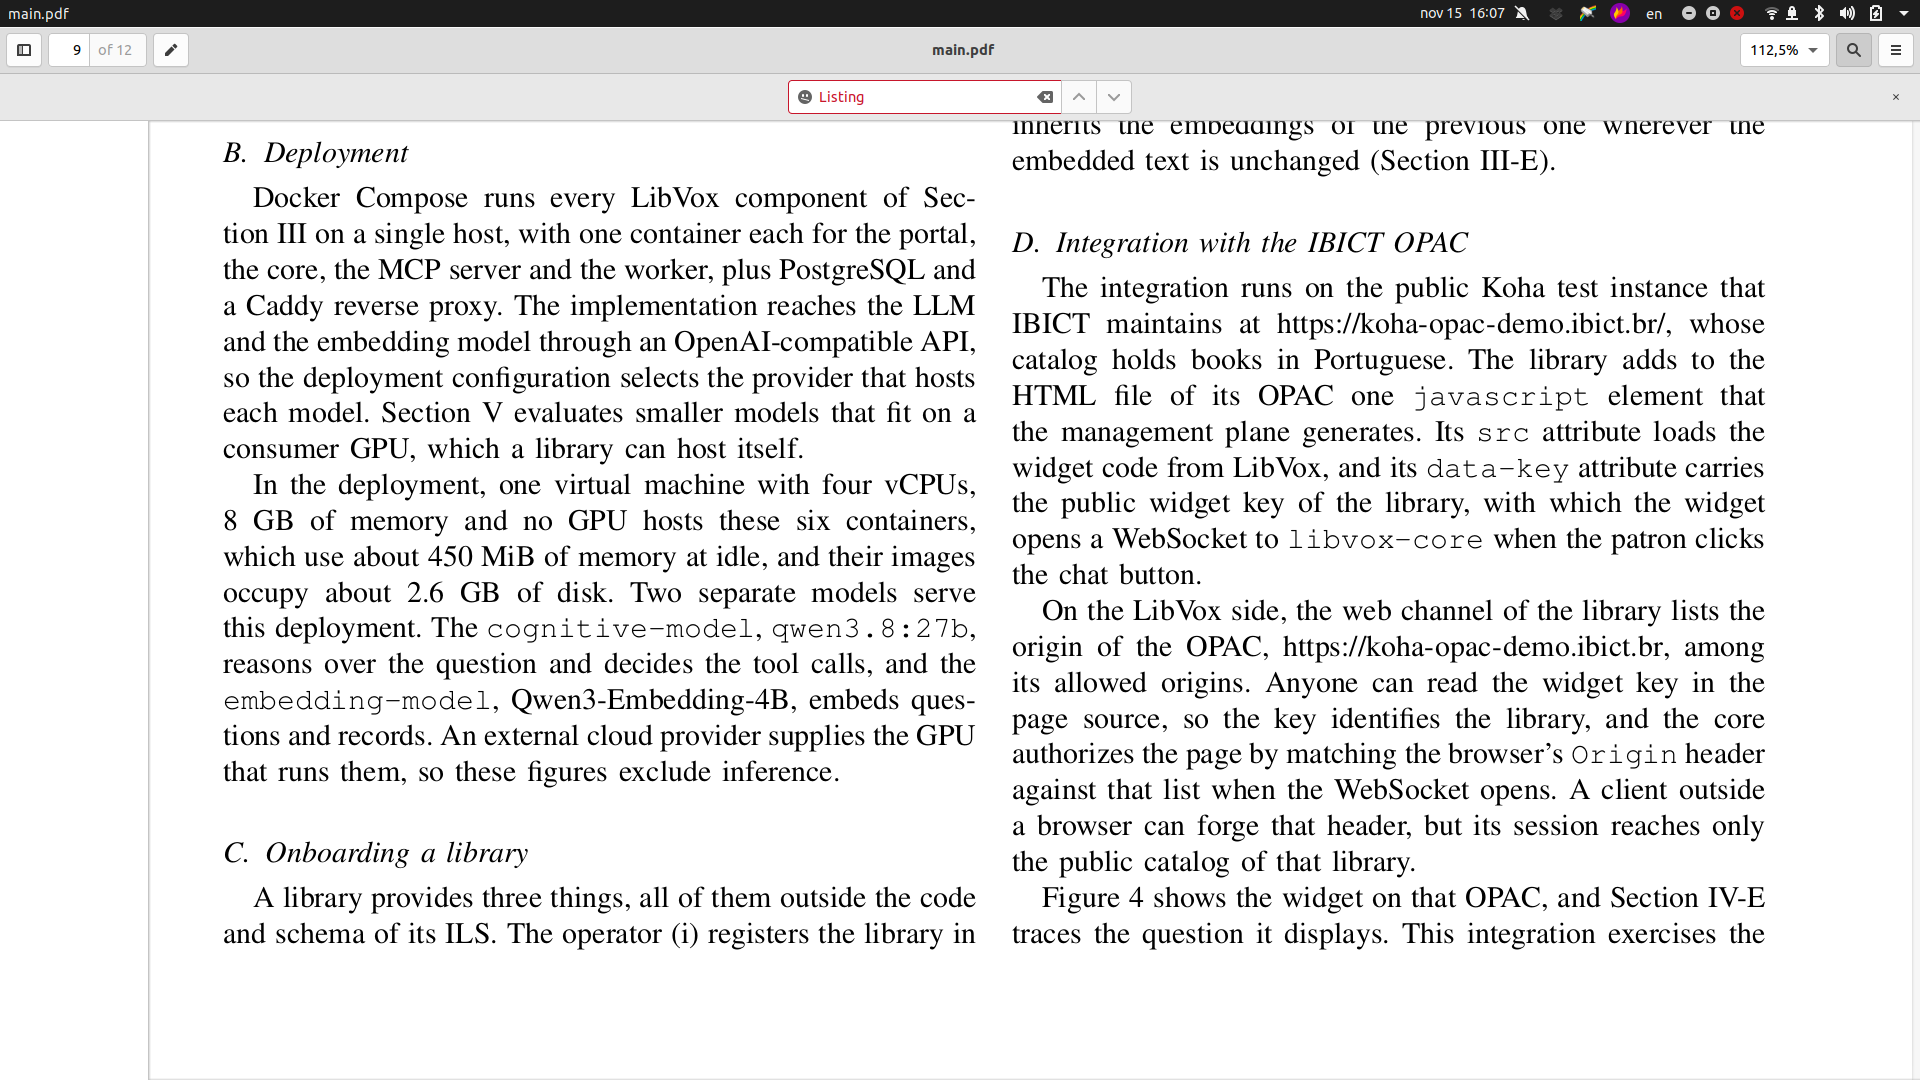 main.pdf
nov 15 16:07
en
9 of 12
main.pdf
112,5%
Listing
B. Deployment
Docker Compose runs every LibVox component of Sec-
tion III on a single host, with one container each for the portal,
the core, the MCP server and the worker, plus PostgreSQL and
a Caddy reverse proxy. The implementation reaches the LLM
and the embedding model through an OpenAI-compatible API,
so the deployment configuration selects the provider that hosts
each model. Section V evaluates smaller models that fit on a
consumer GPU, which a library can host itself.
In the deployment, one virtual machine with four vCPUs,
8 GB of memory and no GPU hosts these six containers,
which use about 450 MiB of memory at idle, and their images
occupy about 2.6 GB of disk. Two separate models serve
this deployment. The cognitive-model, qwen3.8:27b,
reasons over the question and decides the tool calls, and the
embedding-model, Qwen3-Embedding-4B, embeds ques-
tions and records. An external cloud provider supplies the GPU
that runs them, so these figures exclude inference.
C. Onboarding a library
A library provides three things, all of them outside the code
and schema of its ILS. The operator (i) registers the library in
inherits the embeddings of the previous one wherever the
embedded text is unchanged (Section III-E).
D. Integration with the IBICT OPAC
The integration runs on the public Koha test instance that
IBICT maintains at https://koha-opac-demo.ibict.br/, whose
catalog holds books in Portuguese. The library adds to the
HTML file of its OPAC one javascript element that
the management plane generates. Its src attribute loads the
widget code from LibVox, and its data-key attribute carries
the public widget key of the library, with which the widget
opens a WebSocket to libvox-core when the patron clicks
the chat button.
On the LibVox side, the web channel of the library lists the
origin of the OPAC, https://koha-opac-demo.ibict.br, among
its allowed origins. Anyone can read the widget key in the
page source, so the key identifies the library, and the core
authorizes the page by matching the browser's Origin header
against that list when the WebSocket opens. A client outside
a browser can forge that header, but its session reaches only
the public catalog of that library.
Figure 4 shows the widget on that OPAC, and Section IV-E
traces the question it displays. This integration exercises the